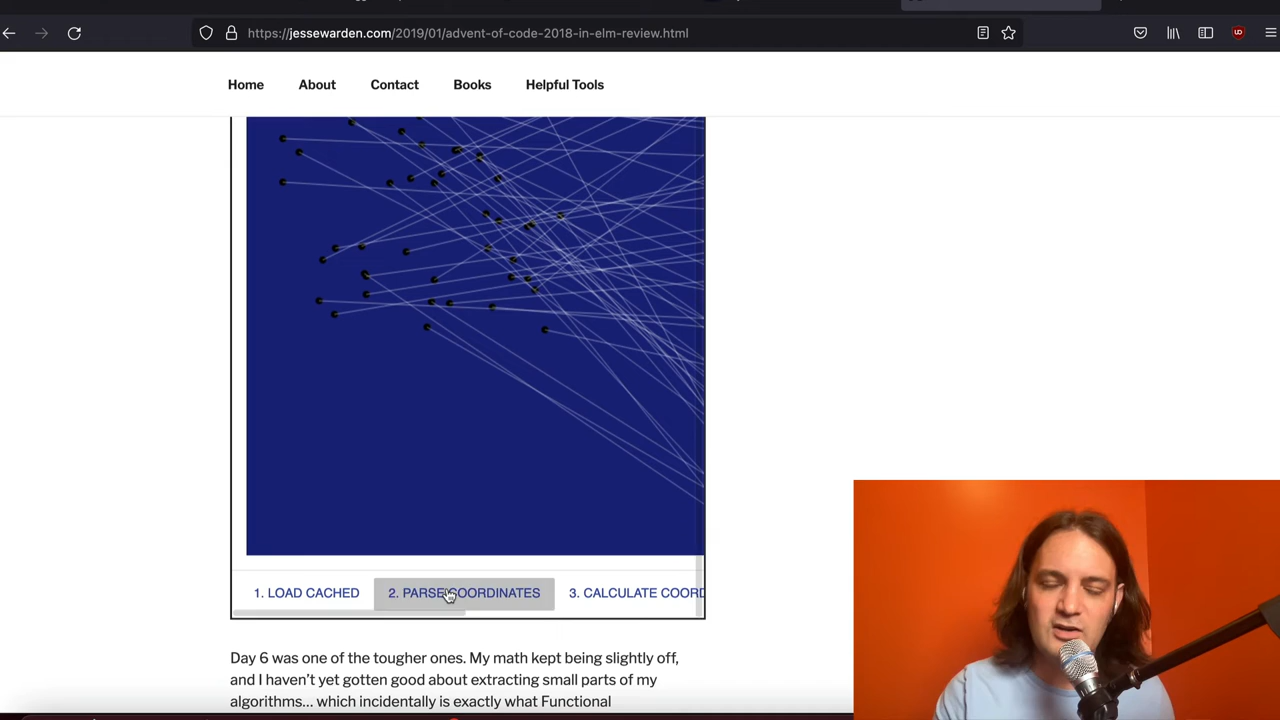 https://jessewarden.com/2019/01/advent-of-code-2018-in-elm-review.html
Home About Contact Books Helpful Tools
1. LOAD CACHED 2. PARSE COORDINATES 3. CALCULATE COORD
Day 6 was one of the tougher ones. My math kept being slightly off,
and I haven't yet gotten good about extracting small parts of my
algorithms… which incidentally is exactly what Functional